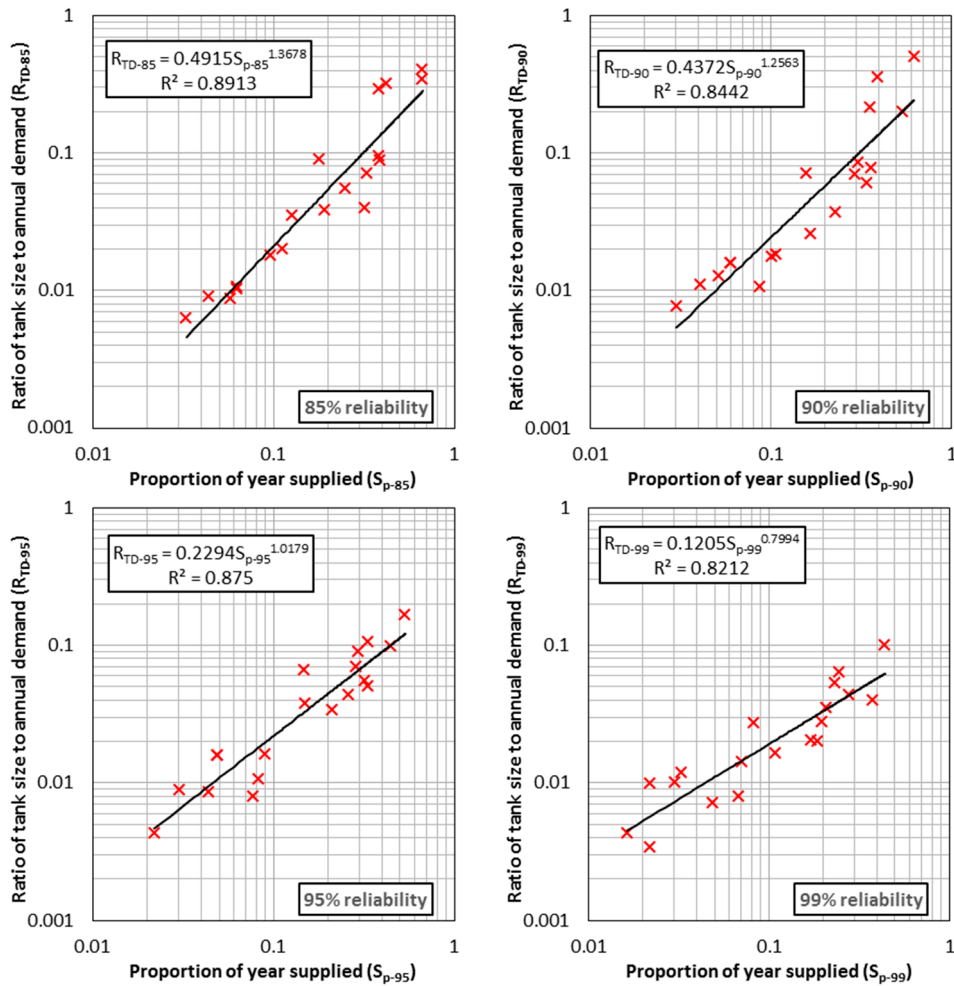 Ratio of tank size to annual demand (R_TD-85)
1
0.1
0.01
0.001
R_TD-85 = 0.4915S_p-85^1.3678
R² = 0.8913
85% reliability
0.01 0.1 1
Proportion of year supplied (S_p-85)
Ratio of tank size to annual demand (R_TD-90)
1
0.1
0.01
0.001
R_TD-90 = 0.4372S_p-90^1.2563
R² = 0.8442
90% reliability
0.01 0.1 1
Proportion of year supplied (S_p-90)
Ratio of tank size to annual demand (R_TD-95)
1
0.1
0.01
0.001
R_TD-95 = 0.2294S_p-95^1.0179
R² = 0.875
95% reliability
0.01 0.1 1
Proportion of year supplied (S_p-95)
Ratio of tank size to annual demand (R_TD-99)
1
0.1
0.01
0.001
R_TD-99 = 0.1205S_p-99^0.7994
R² = 0.8212
99% reliability
0.01 0.1 1
Proportion of year supplied (S_p-99)